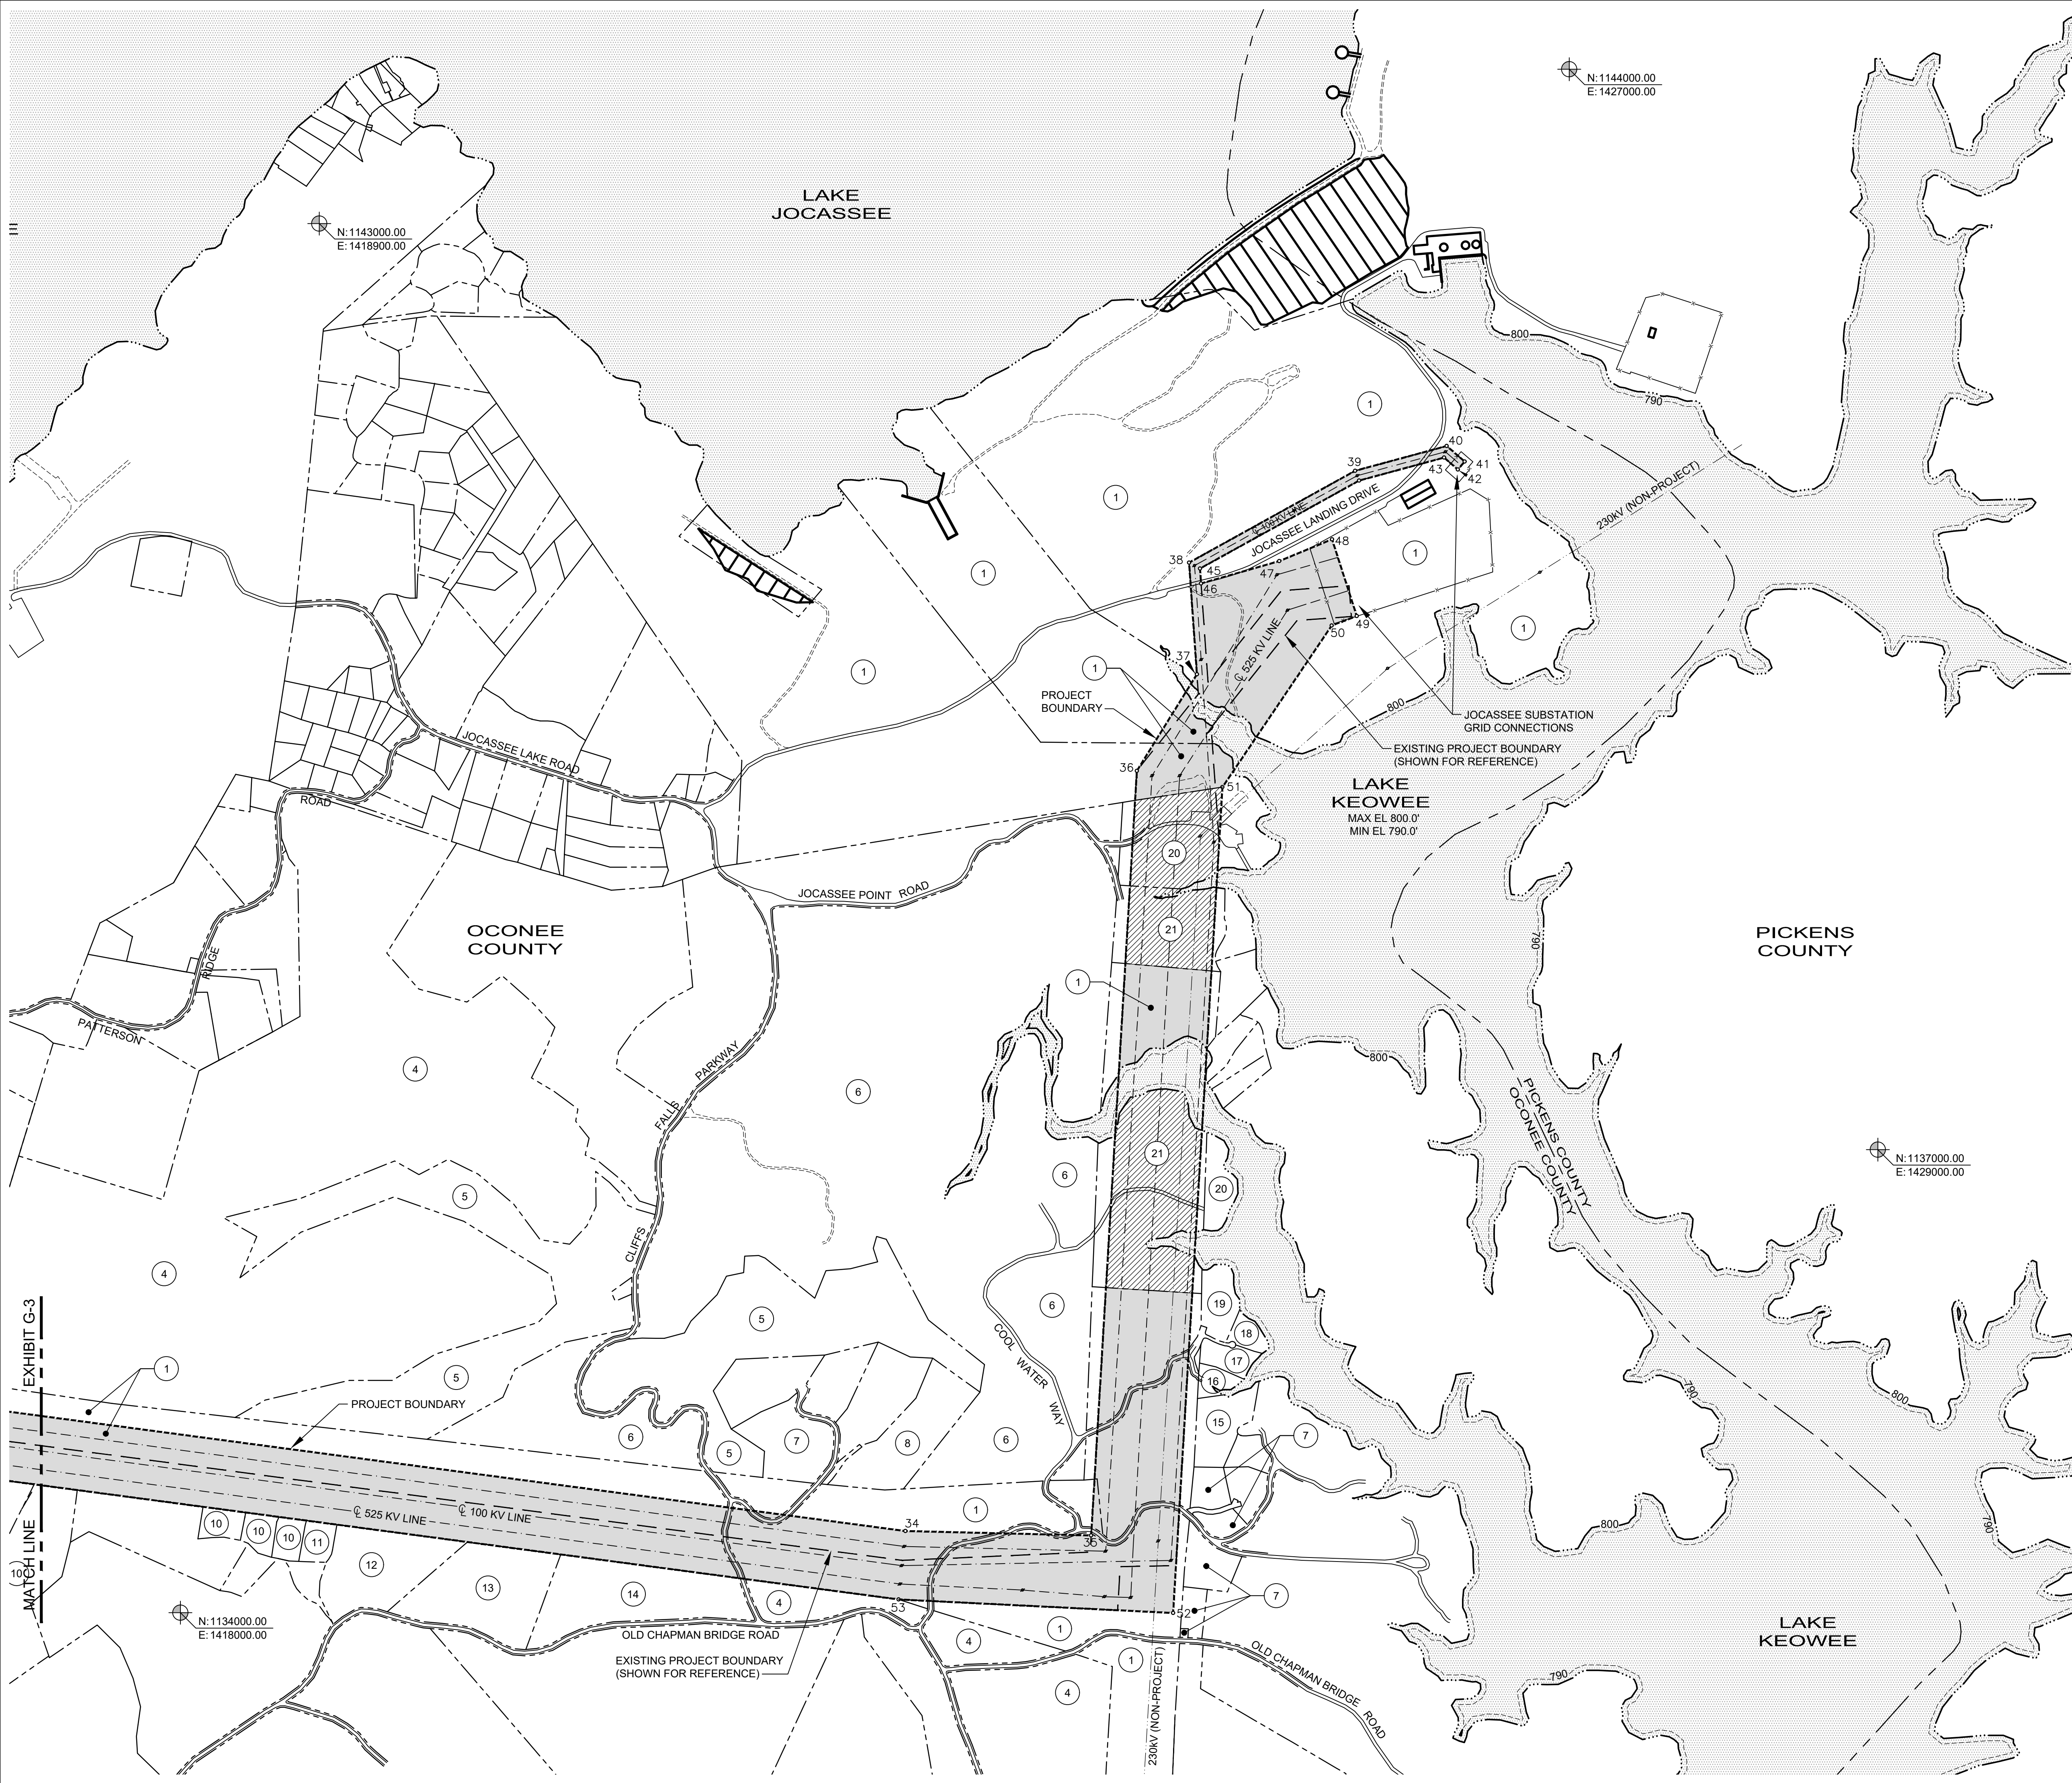 N: 1144000.00
E: 1427000.00
LAKE
JOCASSEE
N: 1143000.00
E: 1418900.00
E
800
790
1
40
39
41
43
42
1
230kV (NON-PROJECT)
℄ 100 KV LINE
JOCASSEE LANDING DRIVE
48
1
38
45
47
1
46
49
50
1
37
℄ 525 KV LINE
1
1
PROJECT
BOUNDARY
800
JOCASSEE SUBSTATION
GRID CONNECTIONS
EXISTING PROJECT BOUNDARY
(SHOWN FOR REFERENCE)
JOCASSEE LAKE ROAD
36
51
LAKE
KEOWEE
MAX EL 800.0'
MIN EL 790.0'
ROAD
20
JOCASSEE POINT ROAD
OCONEE
COUNTY
21
790
PICKENS
COUNTY
RIDGE
1
PATTERSON
4
PARKWAY
6
800
FALLS
PICKENS COUNTY
OCONEE COUNTY
21
N: 1137000.00
E: 1429000.00
6
20
5
CLIFFS
4
6
19
5
18
COOL WATER WAY
17
16
MATCH LINE
EXHIBIT G-3
1
5
790
800
PROJECT BOUNDARY
15
6
5
7
8
6
7
1
℄ 525 KV LINE
℄ 100 KV LINE
34
35
10
10
10
11
800
790
12
10
13
14
4
7
53
52
N: 1134000.00
E: 1418000.00
OLD CHAPMAN BRIDGE ROAD
1
4
EXISTING PROJECT BOUNDARY
(SHOWN FOR REFERENCE)
1
4
230kV (NON-PROJECT)
OLD CHAPMAN BRIDGE
ROAD
LAKE
KEOWEE
790